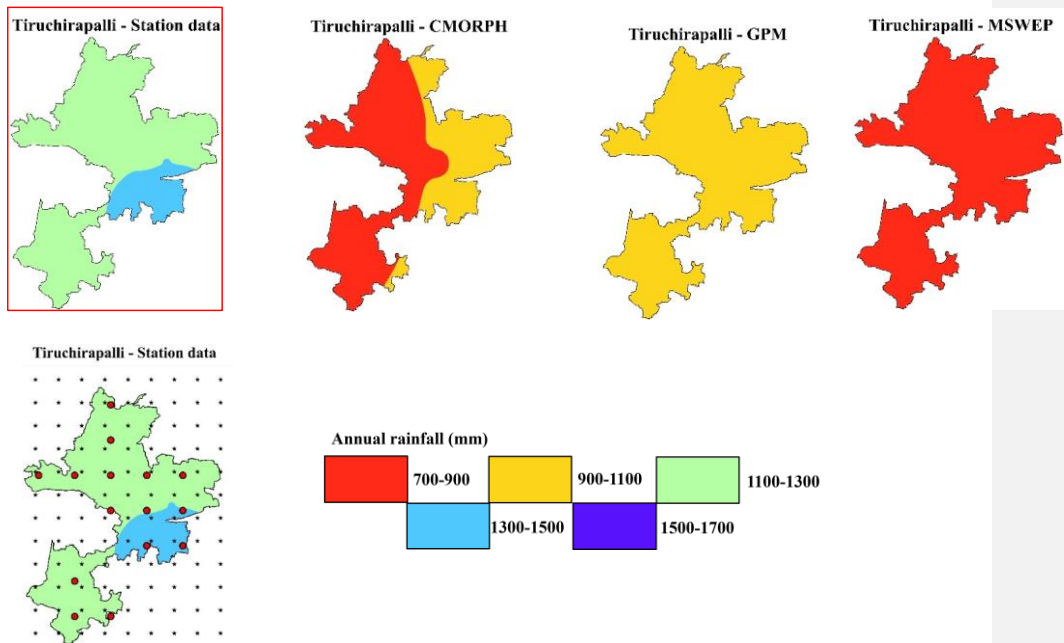 Tiruchirapalli - Station data
Tiruchirapalli - CMORPH
Tiruchirapalli - GPM
Tiruchirapalli - MSWEP
Tiruchirapalli - Station data
Annual rainfall (mm)
700-900
900-1100
1100-1300
1300-1500
1500-1700